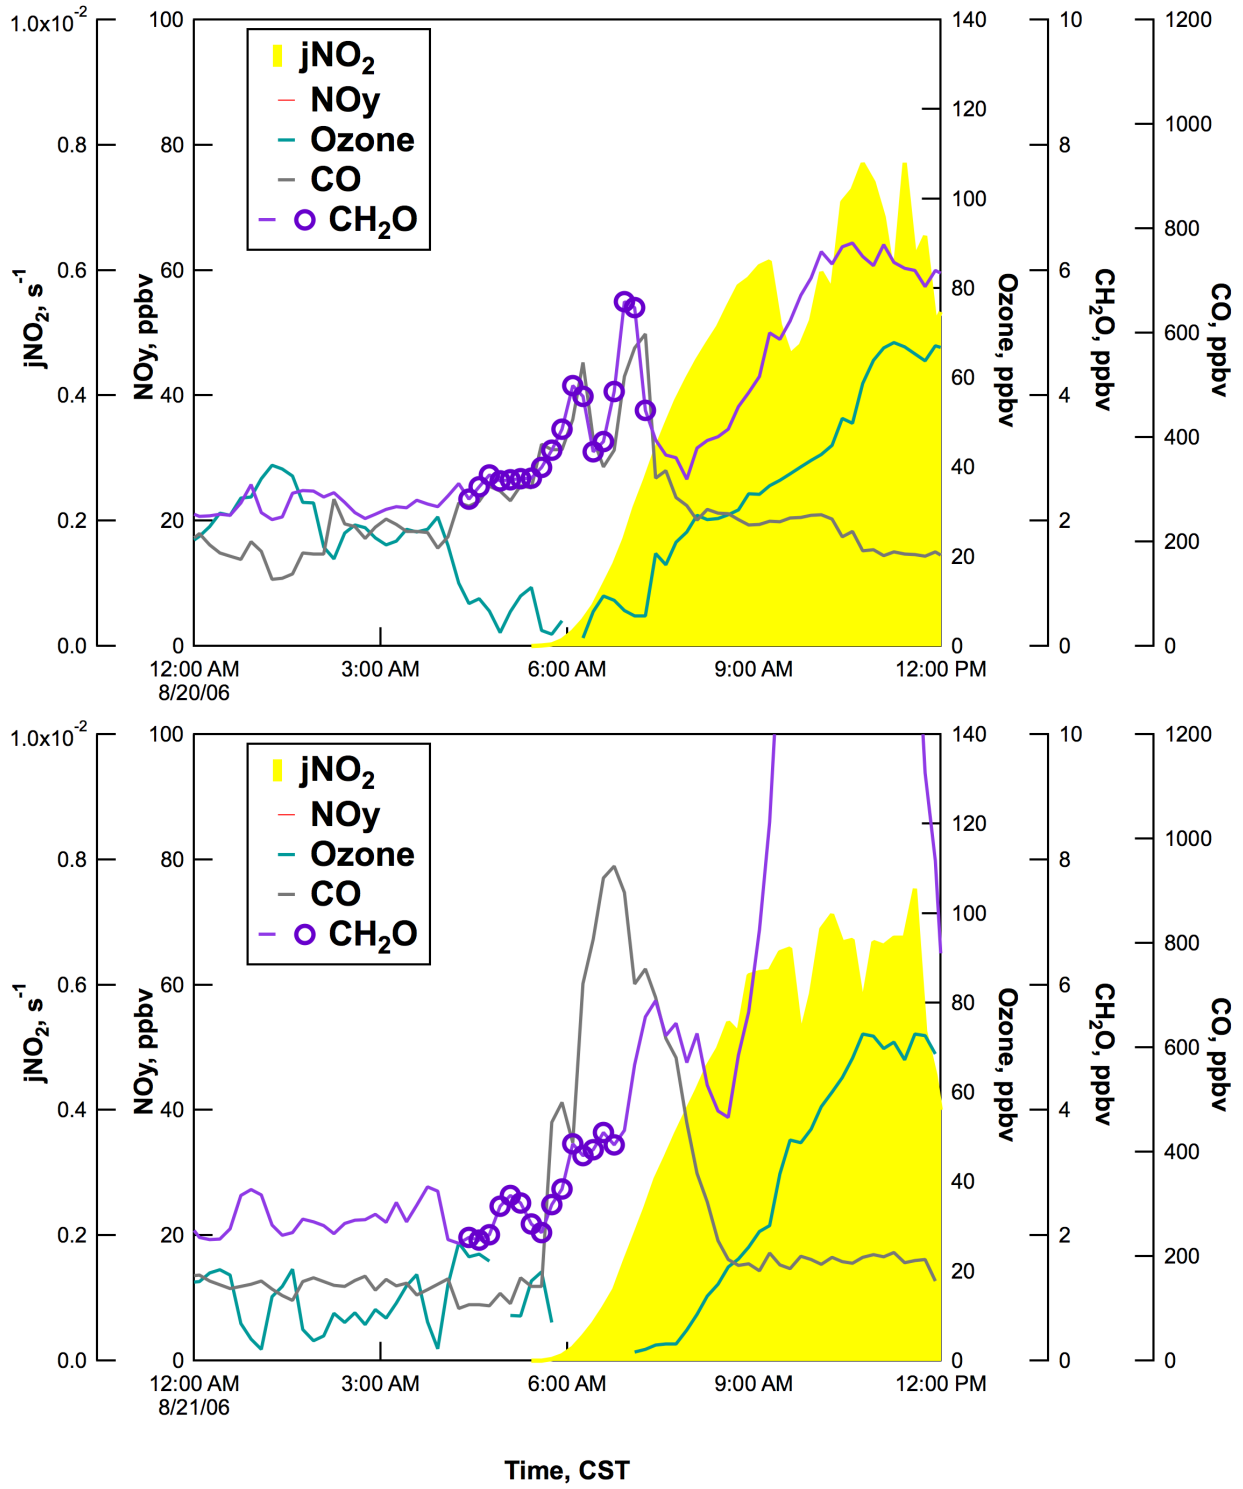 1.0x10-2
100
140
10
1200
jNO2
NOy
Ozone
CO
CH2O
120
1000
0.8
80
8
100
800
0.6
60
6
80
jNO2, s-1
NOy, ppbv
Ozone, ppbv
CH2O, ppbv
CO, ppbv
600
60
0.4
40
4
400
40
0.2
20
2
20
200
0.0
0
0
0
0
12:00 AM
8/20/06
3:00 AM
6:00 AM
9:00 AM
12:00 PM
1.0x10-2
100
140
10
1200
jNO2
NOy
Ozone
CO
CH2O
120
1000
0.8
80
8
100
800
0.6
60
6
80
jNO2, s-1
NOy, ppbv
Ozone, ppbv
CH2O, ppbv
CO, ppbv
600
60
0.4
40
4
400
40
0.2
20
2
20
200
0.0
0
0
0
0
12:00 AM
8/21/06
3:00 AM
6:00 AM
9:00 AM
12:00 PM
Time, CST